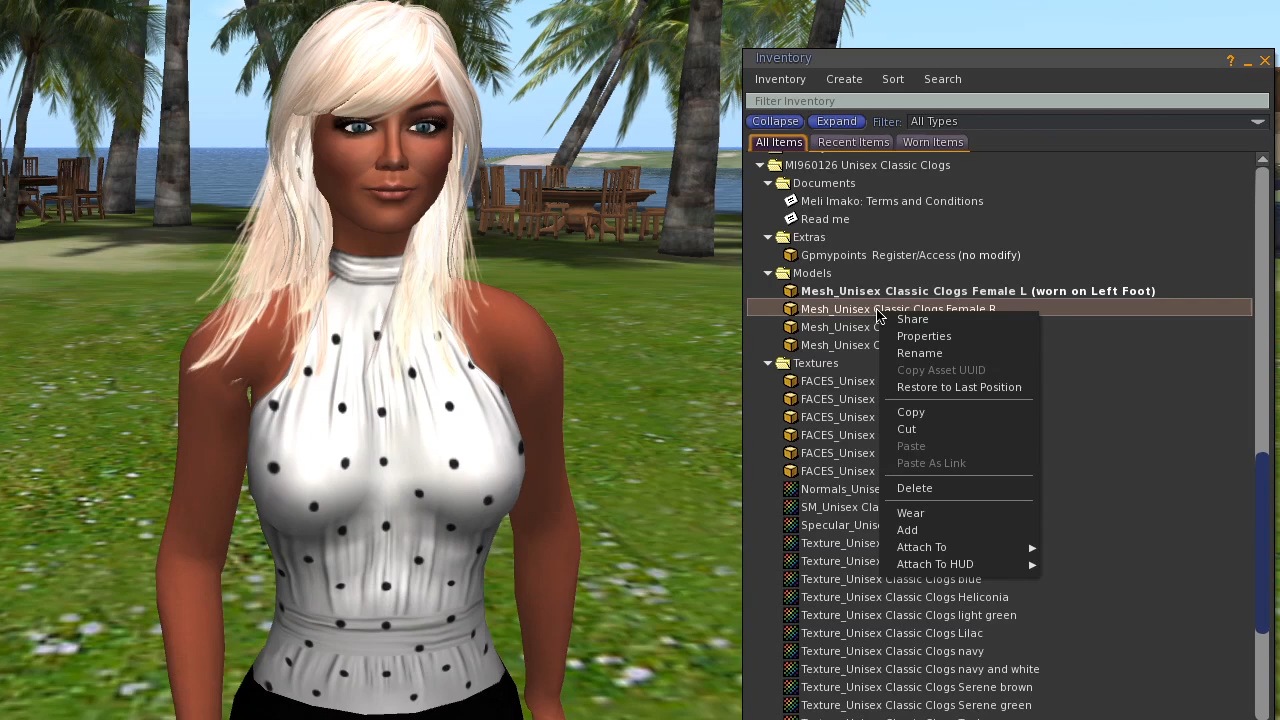 Inventory
?
Inventory Create Sort Search
Filter Inventory
Collapse Expand Filter: All Types
All Items Recent Items Worn Items
MI960126 Unisex Classic Clogs
Documents
Meli Imako: Terms and Conditions
Read me
Extras
Gpmypoints Register/Access (no modify)
Models
Mesh_Unisex Classic Clogs Female L (worn on Left Foot)
Mesh_Unisex Classic Clogs Female R
Mesh_Unisex C
Mesh_Unisex C
Textures
FACES_Unisex
FACES_Unisex
FACES_Unisex
FACES_Unisex
FACES_Unisex
FACES_Unisex
Normals_Unise
SM_Unisex Cla
Specular_Unise
Texture_Unisex
Texture_Unisex
Texture_Unisex Classic Clogs blue
Texture_Unisex Classic Clogs Heliconia
Texture_Unisex Classic Clogs light green
Texture_Unisex Classic Clogs Lilac
Texture_Unisex Classic Clogs navy
Texture_Unisex Classic Clogs navy and white
Texture_Unisex Classic Clogs Serene brown
Texture_Unisex Classic Clogs Serene green
Share
Properties
Rename
Copy Asset UUID
Restore to Last Position
Copy
Cut
Paste
Paste As Link
Delete
Wear
Add
Attach To
Attach To HUD